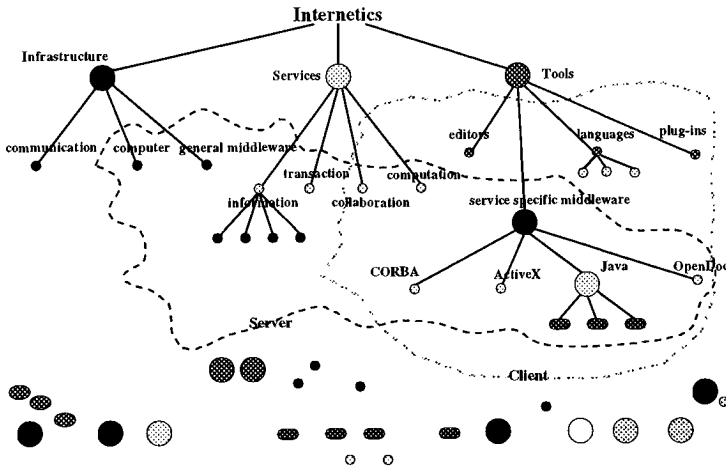 Internetics
Infrastructure
Services
Tools
communication
computer
general middleware
editors
languages
plug-ins
transaction
computation
information
collaboration
service specific middleware
CORBA
ActiveX
Java
OpenDoc
Server
Client